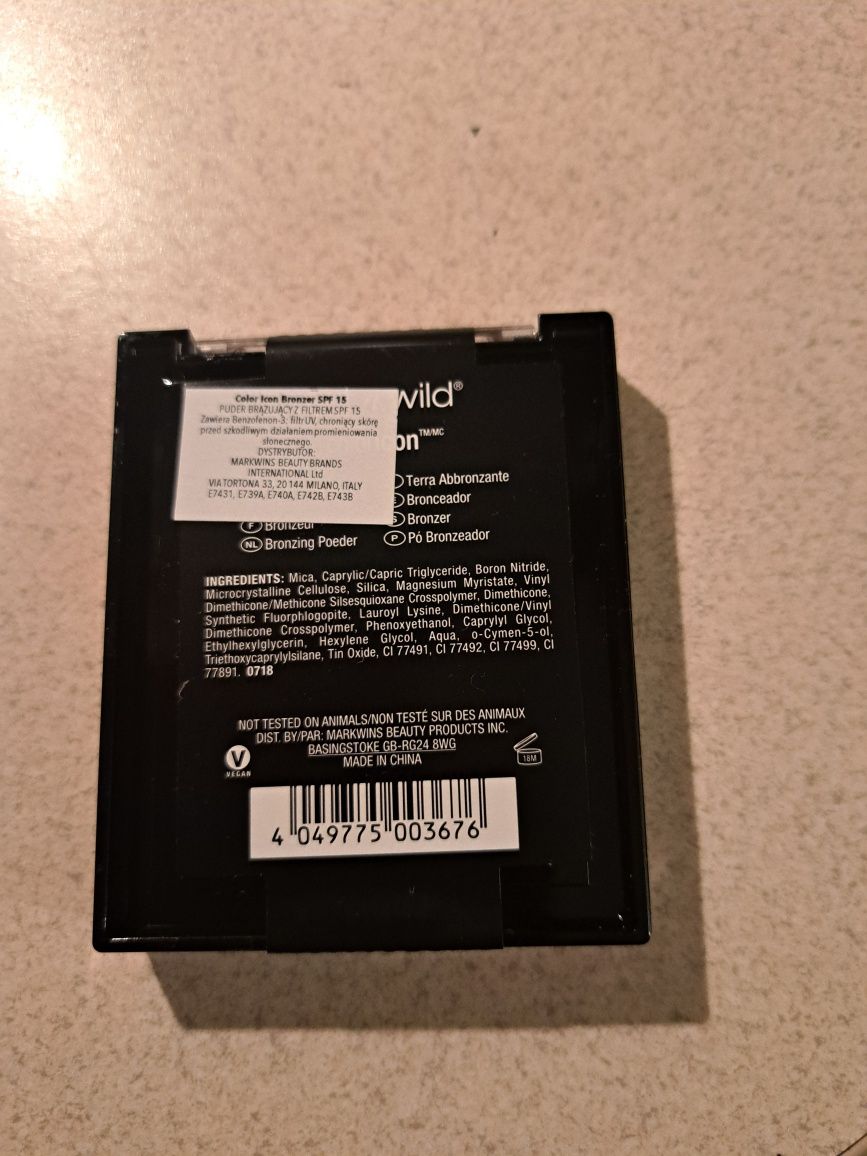 wild®
on™/MC
Color Icon Bronzer SPF 15
PUDER BRĄZUJĄCY Z FILTREM SPF 15
Zawiera Benzofenon-3: filtr UV, chroniący skórę
przed szkodliwym działaniem promieniowania
słonecznego.
DYSTRYBUTOR:
MARKWINS BEAUTY BRANDS
INTERNATIONAL Ltd
VIA TORTONA 33, 20 144 MILANO, ITALY
E7431, E739A, E740A, E742B, E743B
Terra Abbronzante
Bronceador
F Bronzeur
Bronzer
NL Bronzing Poeder
P Pó Bronzeador
INGREDIENTS: Mica, Caprylic/Capric Triglyceride, Boron Nitride,
Microcrystalline Cellulose, Silica, Magnesium Myristate, Vinyl
Dimethicone/Methicone Silsesquioxane Crosspolymer, Dimethicone,
Synthetic Fluorphlogopite, Lauroyl Lysine, Dimethicone/Vinyl
Dimethicone Crosspolymer, Phenoxyethanol, Caprylyl Glycol,
Ethylhexylglycerin, Hexylene Glycol, Aqua, o-Cymen-5-ol,
Triethoxycaprylylsilane, Tin Oxide, CI 77491, CI 77492, CI 77499, CI
77891. 0718
NOT TESTED ON ANIMALS/NON TESTÉ SUR DES ANIMAUX
DIST. BY/PAR: MARKWINS BEAUTY PRODUCTS INC.
BASINGSTOKE GB-RG24 8WG
MADE IN CHINA
V
VEGAN
18M
4 049775 003676